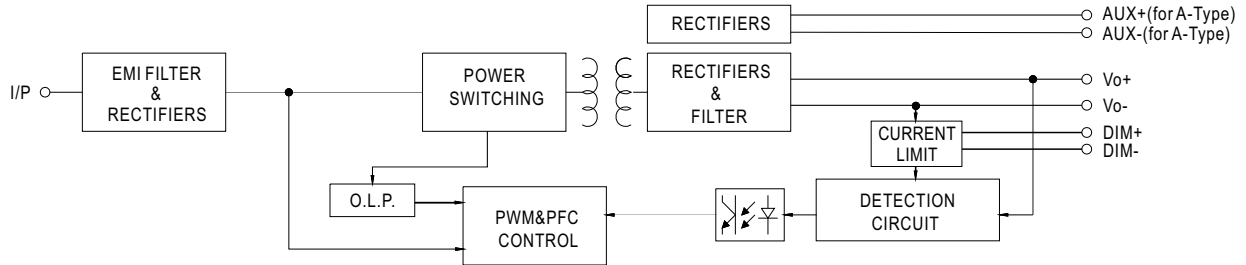 RECTIFIERS
AUX+(for A-Type)
AUX-(for A-Type)
I/P
EMI FILTER
&
RECTIFIERS
POWER
SWITCHING
RECTIFIERS
&
FILTER
Vo+
Vo-
DIM+
DIM-
CURRENT
LIMIT
O.L.P.
PWM&PFC
CONTROL
DETECTION
CIRCUIT